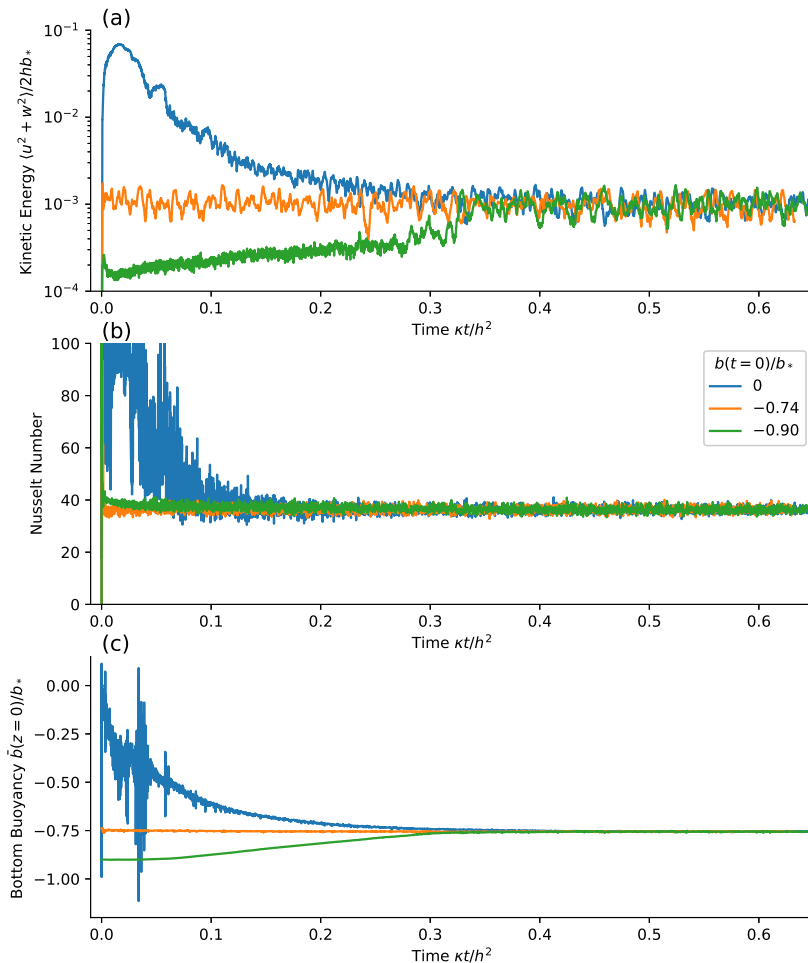 (a)
Kinetic Energy ⟨u² + w²⟩/2hb*
10⁻¹
10⁻²
10⁻³
10⁻⁴
0.0 0.1 0.2 0.3 0.4 0.5 0.6
Time κt/h²
(b)
Nusselt Number
100
80
60
40
20
0
b(t = 0)/b*
0
−0.74
−0.90
0.0 0.1 0.2 0.3 0.4 0.5 0.6
Time κt/h²
(c)
Bottom Buoyancy b̄(z = 0)/b*
0.00
−0.25
−0.50
−0.75
−1.00
0.0 0.1 0.2 0.3 0.4 0.5 0.6
Time κt/h²